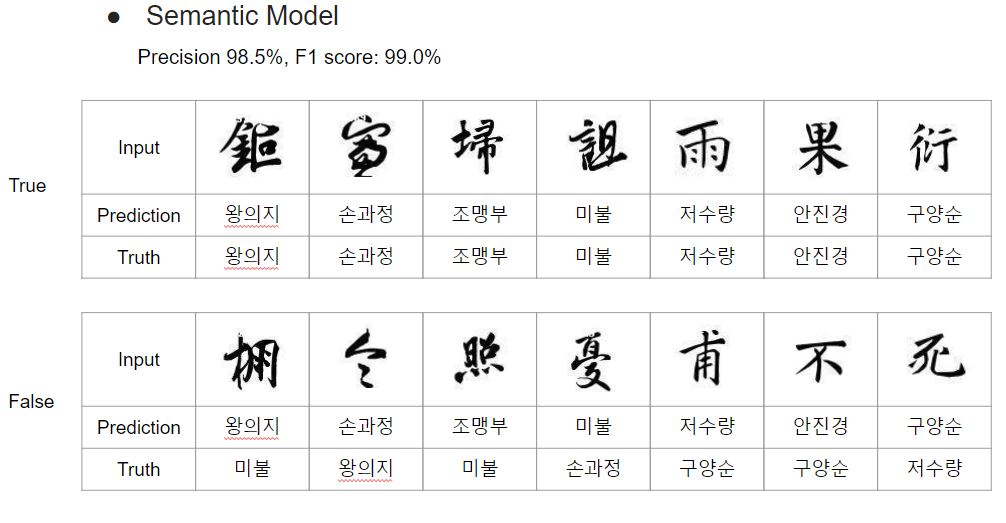 ● Semantic Model
Precision 98.5%, F1 score: 99.0%
True
Input 鉅 寓 掃 詛 雨 果 衍
Prediction 왕의지 손과정 조맹부 미불 저수량 안진경 구양순
Truth 왕의지 손과정 조맹부 미불 저수량 안진경 구양순
False
Input 棚 令 照 憂 甫 不 死
Prediction 왕의지 손과정 조맹부 미불 저수량 안진경 구양순
Truth 미불 왕의지 미불 손과정 구양순 구양순 저수량